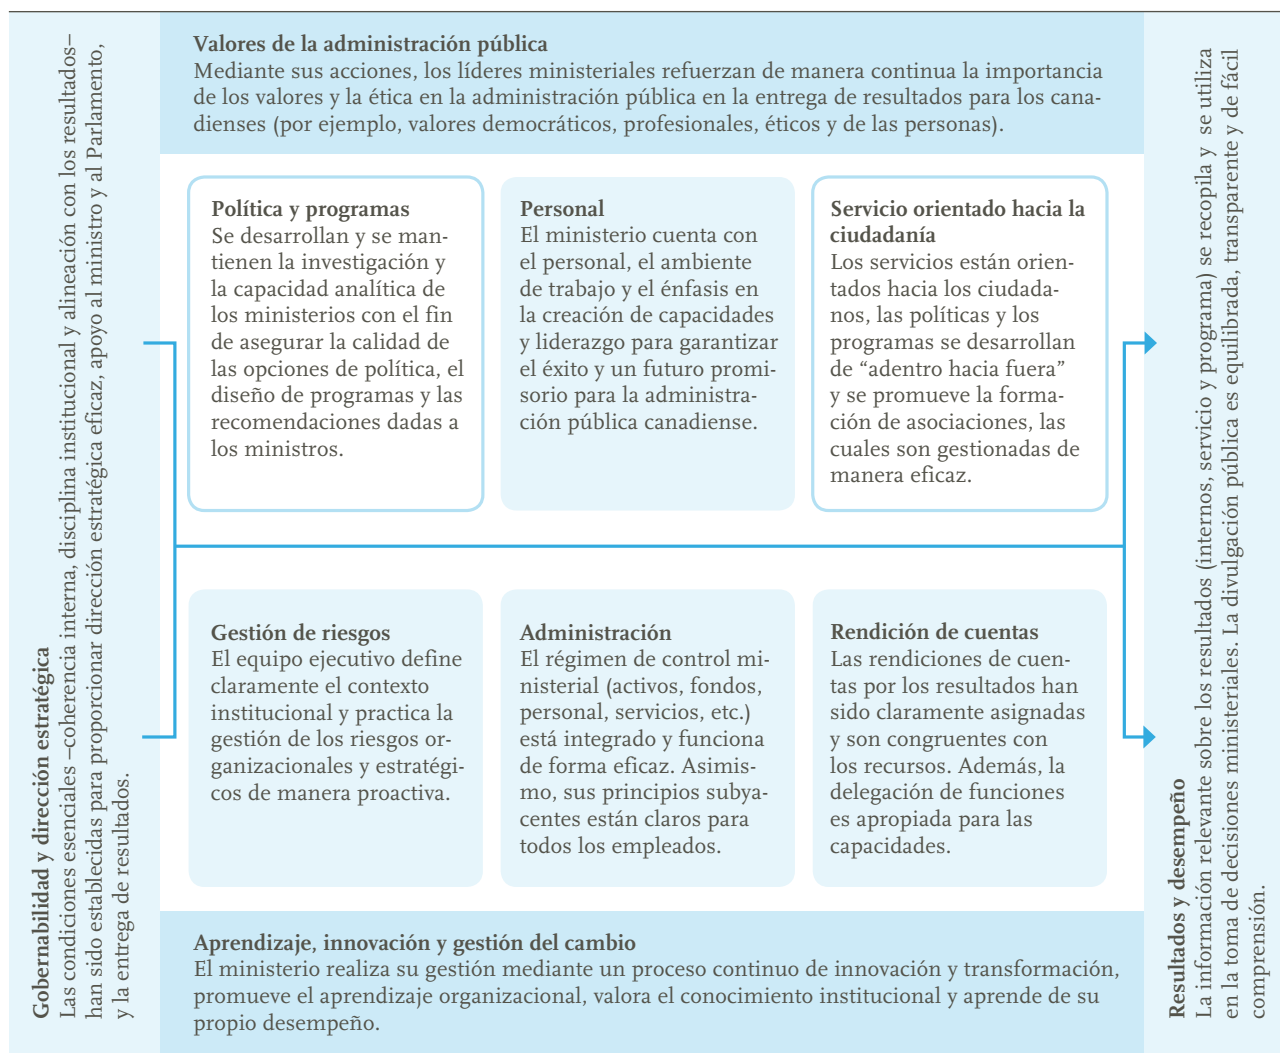 Gobernabilidad y dirección estratégica
Las condiciones esenciales –coherencia interna, disciplina institucional y alineación con los resultados–
han sido establecidas para proporcionar dirección estratégica eficaz, apoyo al ministro y al Parlamento,
y la entrega de resultados.
Valores de la administración pública
Mediante sus acciones, los líderes ministeriales refuerzan de manera continua la importancia
de los valores y la ética en la administración pública en la entrega de resultados para los cana-
dienses (por ejemplo, valores democráticos, profesionales, éticos y de las personas).
Política y programas
Se desarrollan y se man-
tienen la investigación y
la capacidad analítica de
los ministerios con el fin
de asegurar la calidad de
las opciones de política, el
diseño de programas y las
recomendaciones dadas a
los ministros.
Personal
El ministerio cuenta con
el personal, el ambiente
de trabajo y el énfasis en
la creación de capacidades
y liderazgo para garantizar
el éxito y un futuro promi-
sorio para la administra-
ción pública canadiense.
Servicio orientado hacia la
ciudadanía
Los servicios están orien-
tados hacia los ciudada-
nos, las políticas y los
programas se desarrollan
de “adentro hacia fuera”
y se promueve la forma-
ción de asociaciones, las
cuales son gestionadas de
manera eficaz.
Gestión de riesgos
El equipo ejecutivo define
claramente el contexto
institucional y practica la
gestión de los riesgos or-
ganizacionales y estratégi-
cos de manera proactiva.
Administración
El régimen de control mi-
nisterial (activos, fondos,
personal, servicios, etc.)
está integrado y funciona
de forma eficaz. Asimis-
mo, sus principios subya-
centes están claros para
todos los empleados.
Rendición de cuentas
Las rendiciones de cuen-
tas por los resultados han
sido claramente asignadas
y son congruentes con
los recursos. Además, la
delegación de funciones
es apropiada para las
capacidades.
Aprendizaje, innovación y gestión del cambio
El ministerio realiza su gestión mediante un proceso continuo de innovación y transformación,
promueve el aprendizaje organizacional, valora el conocimiento institucional y aprende de su
propio desempeño.
Resultados y desempeño
La información relevante sobre los resultados (internos, servicio y programa) se recopila y se utiliza
en la toma de decisiones ministeriales. La divulgación pública es equilibrada, transparente y de fácil
comprensión.